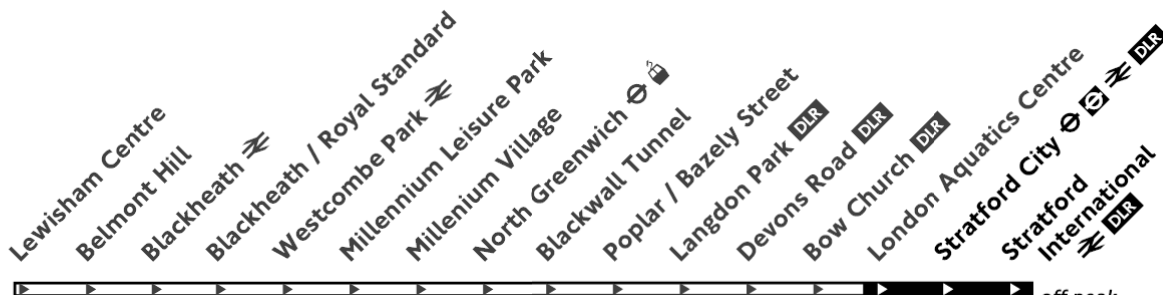 Lewisham Centre
Belmont Hill
Blackheath
Blackheath / Royal Standard
Westcombe Park
Millennium Leisure Park
Millenium Village
North Greenwich
Blackwall Tunnel
Poplar / Bazely Street
Langdon Park DLR
Devons Road DLR
Bow Church DLR
London Aquatics Centre
Stratford City DLR
Stratford
International
DLR
off peak